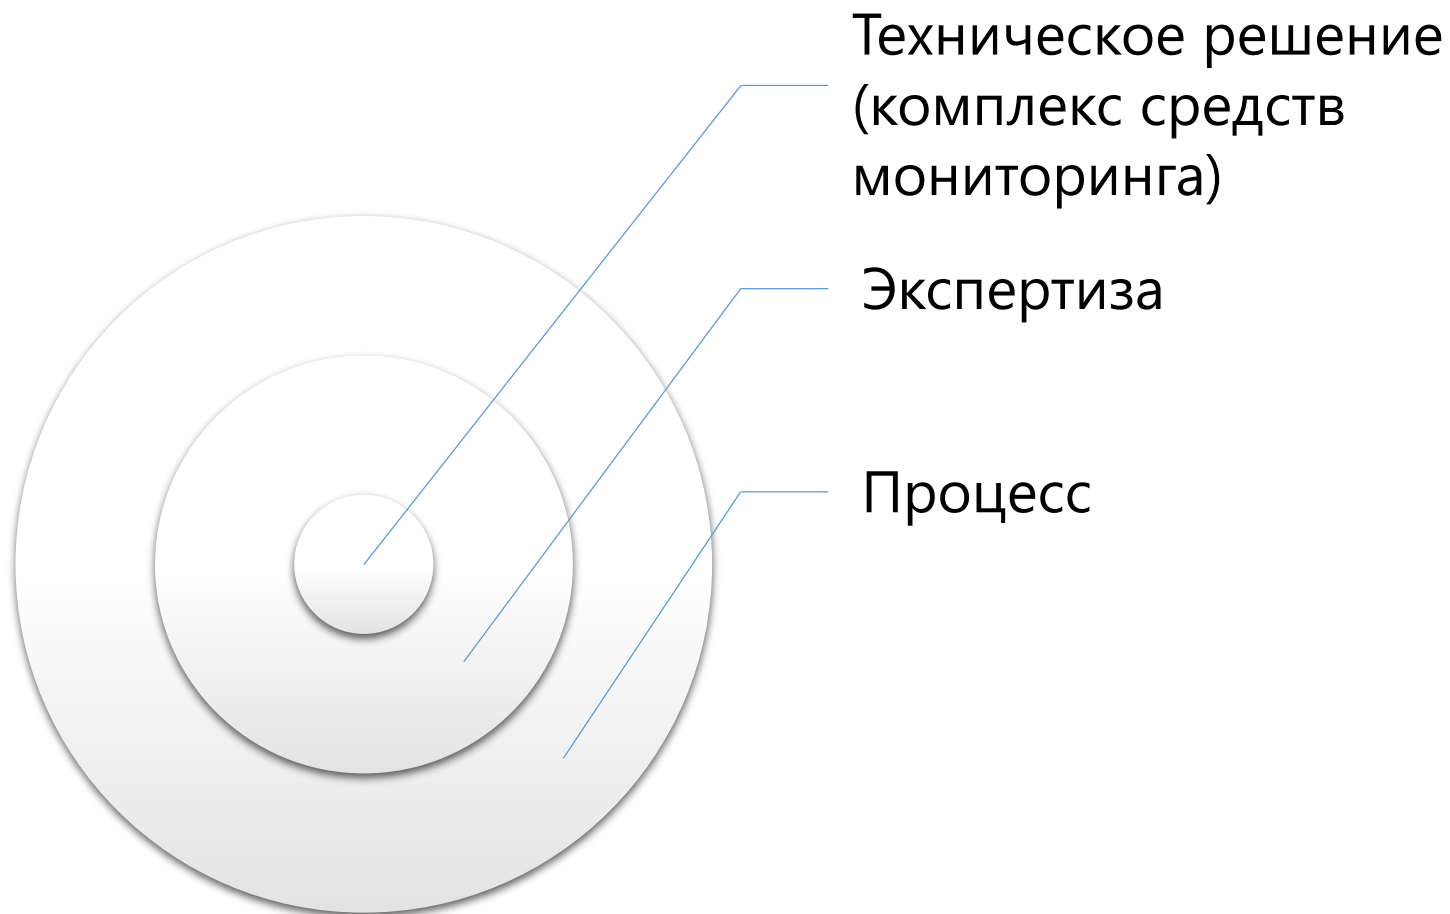 Техническое решение
(комплекс средств
мониторинга)
Экспертиза
Процесс